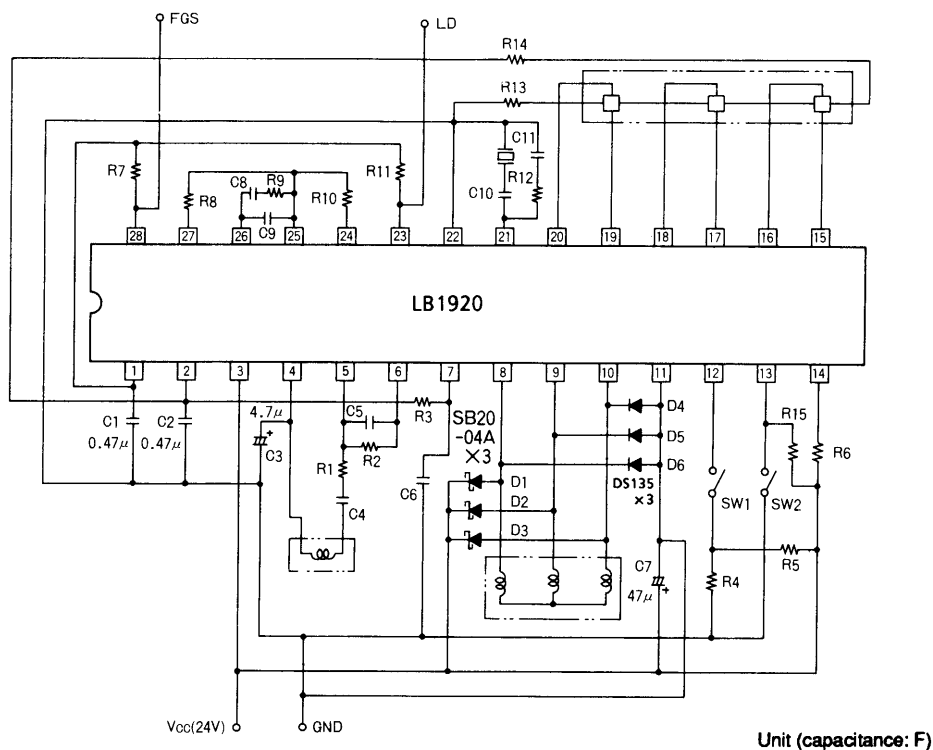 FGS
LD
R14
R13
C11
R7
R11
C8
R9
R12
C10
R8
R10
C9
28
27
26
25
24
23
22
21
20
19
18
17
16
15
LB1920
1
2
3
4
5
6
7
8
9
10
11
12
13
14
C1
0.47μ
C2
0.47μ
4.7μ
+
C3
C5
R2
R1
C4
R3
SB20
-04A
×3
C6
D1
D2
D3
D4
D5
D6
DS135
×3
R15
R6
SW1
SW2
R5
R4
C7
47μ
+
Vcc(24V)
GND
Unit (capacitance: F)